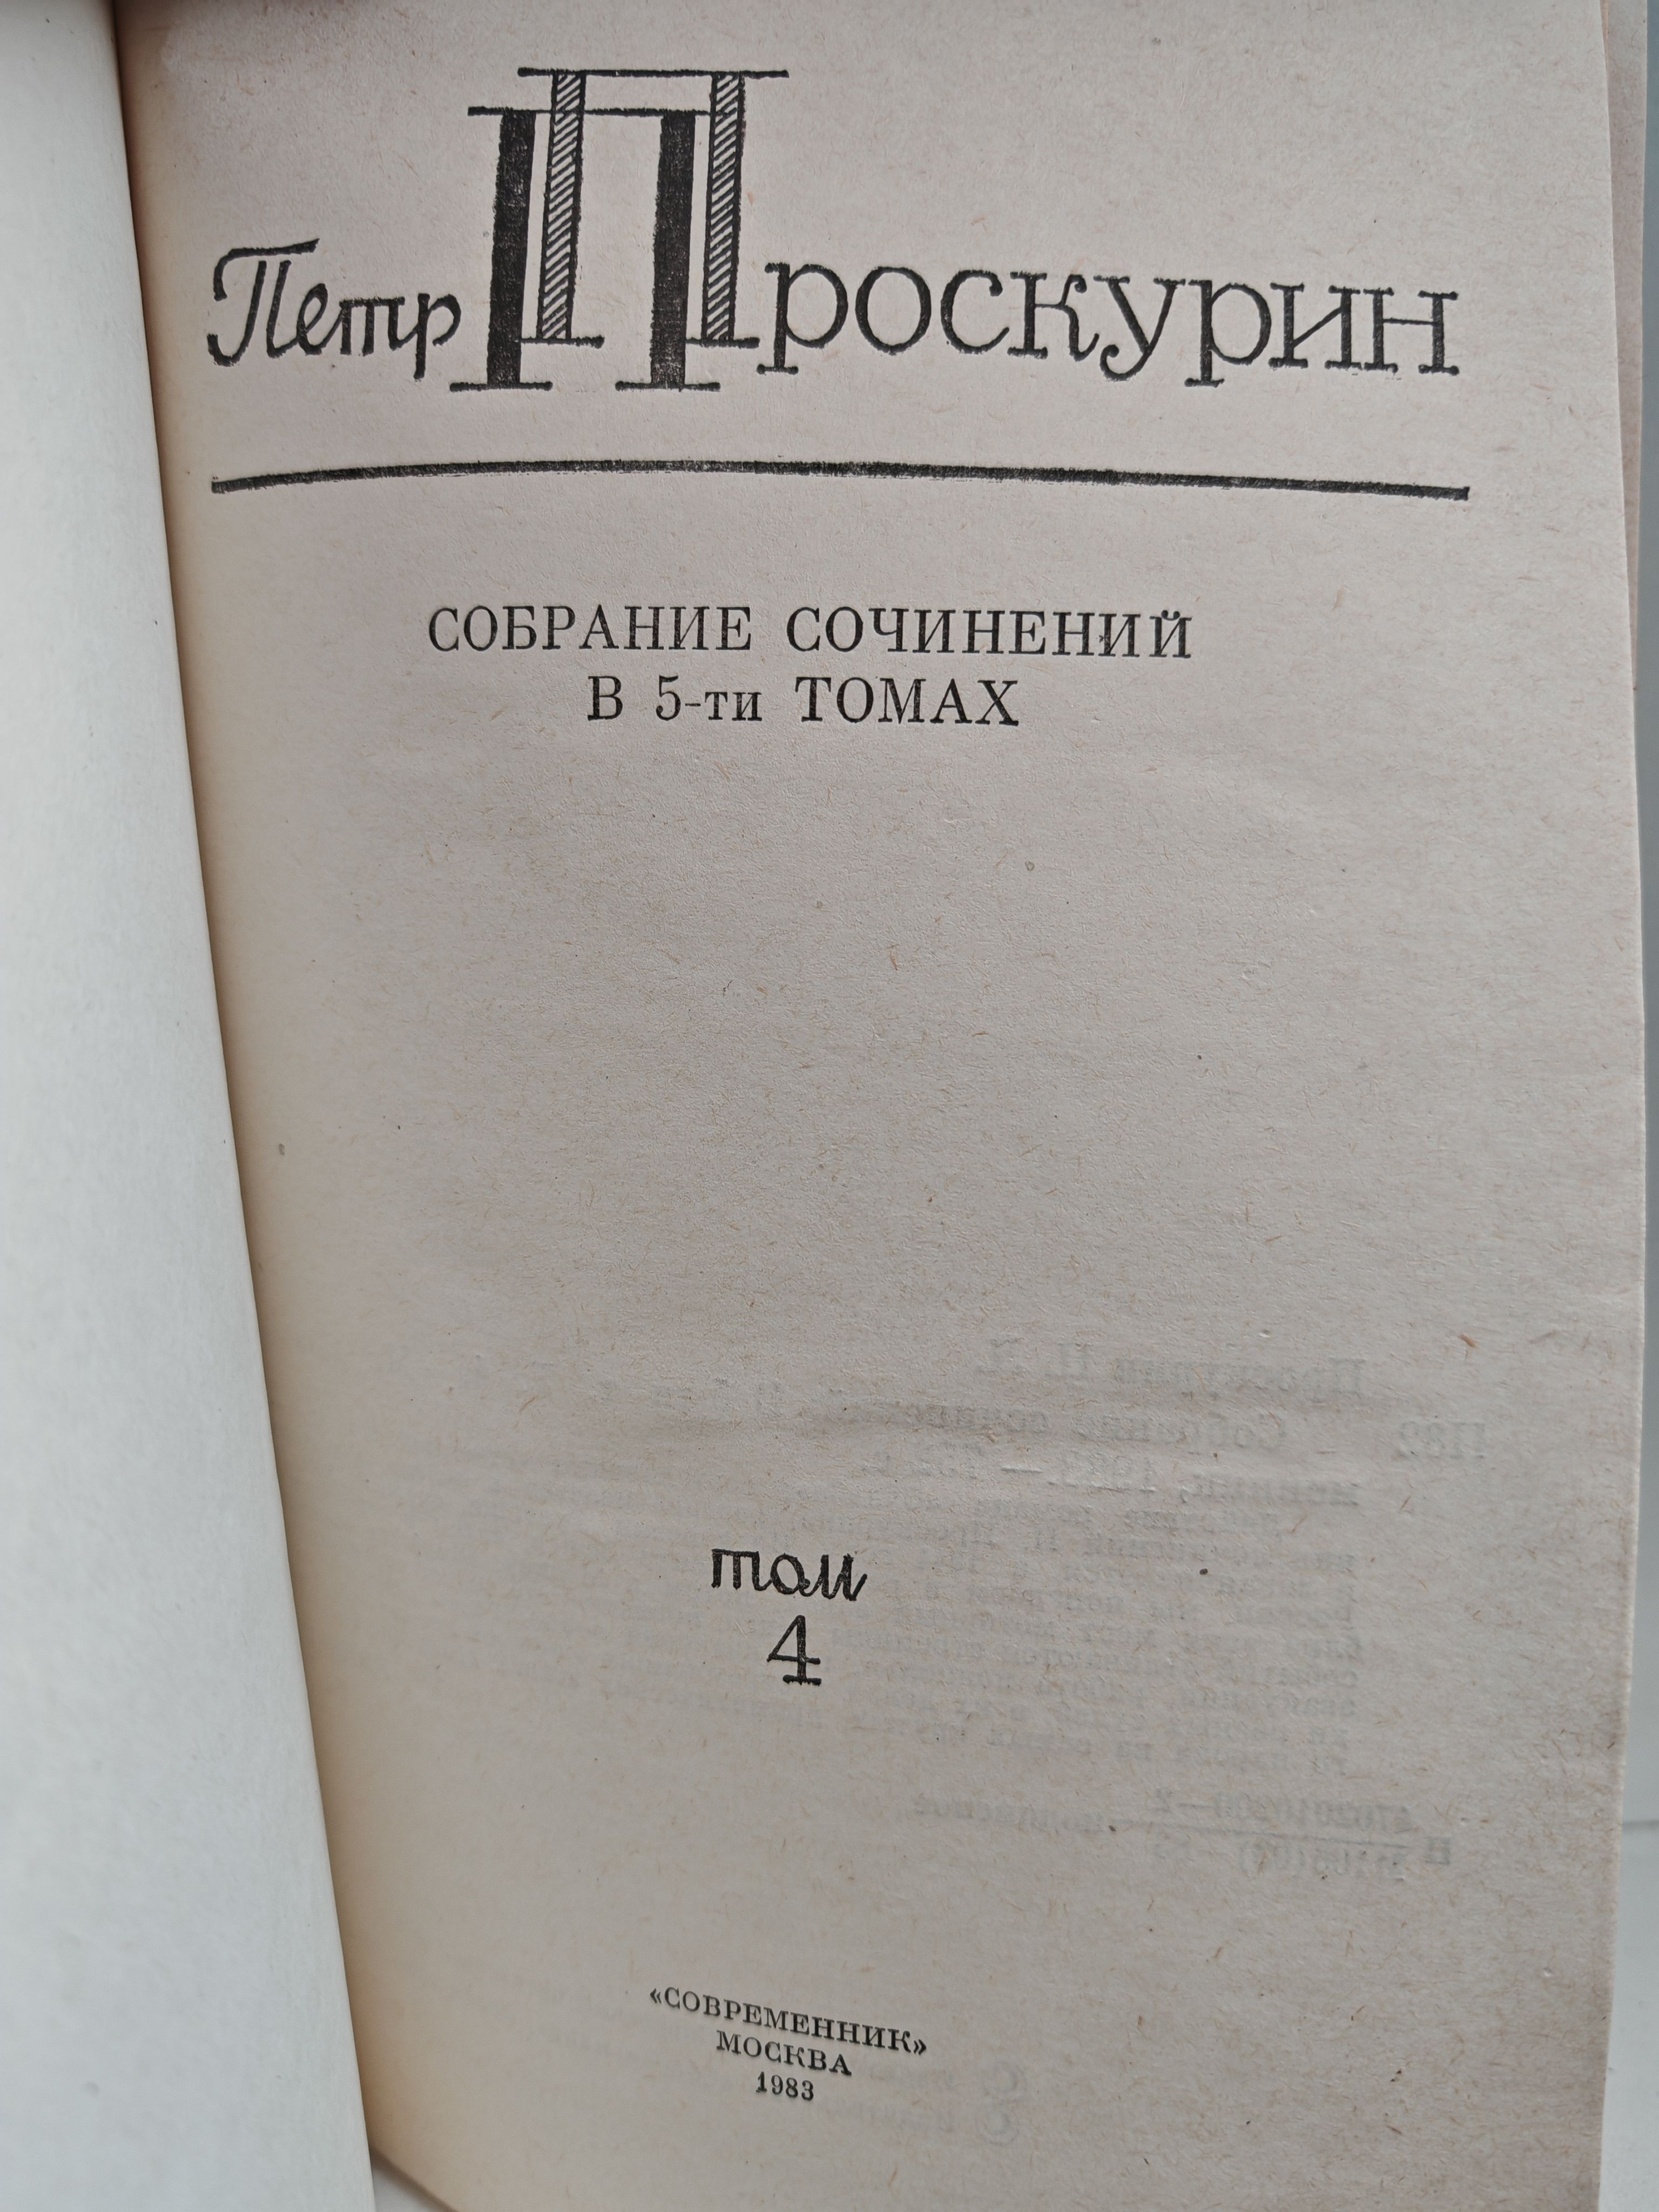 Петр Проскурин
СОБРАНИЕ СОЧИНЕНИЙ
В 5-ти ТОМАХ
том
4
«СОВРЕМЕННИК»
МОСКВА
1983